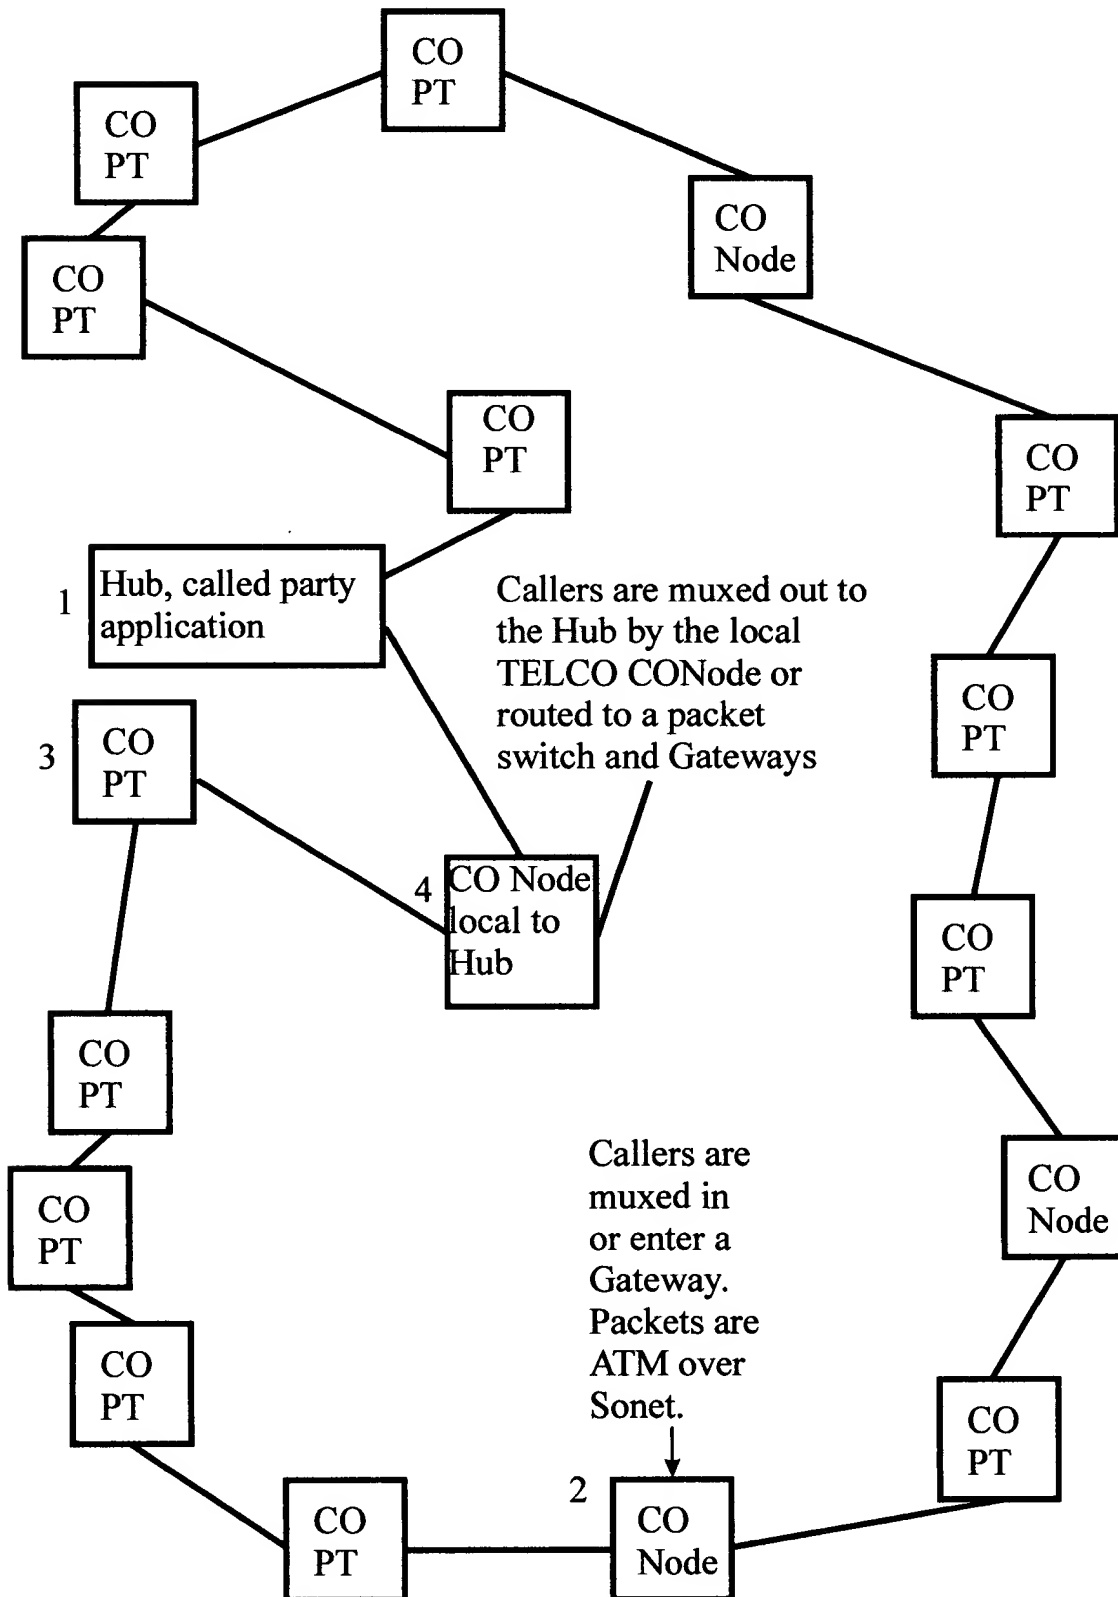 CO
PT
CO
PT
CO
PT
CO
Node
CO
PT
CO
PT
CO
PT
1
Hub, called party
application
Callers are muxed out to
the Hub by the local
TELCO CONode or
routed to a packet
switch and Gateways
3
CO
PT
CO
PT
4
CO Node
local to
Hub
CO
PT
CO
PT
Callers are
muxed in
or enter a
Gateway.
Packets are
ATM over
Sonet.
CO
Node
CO
PT
CO
PT
CO
PT
2
CO
Node
CO
PT